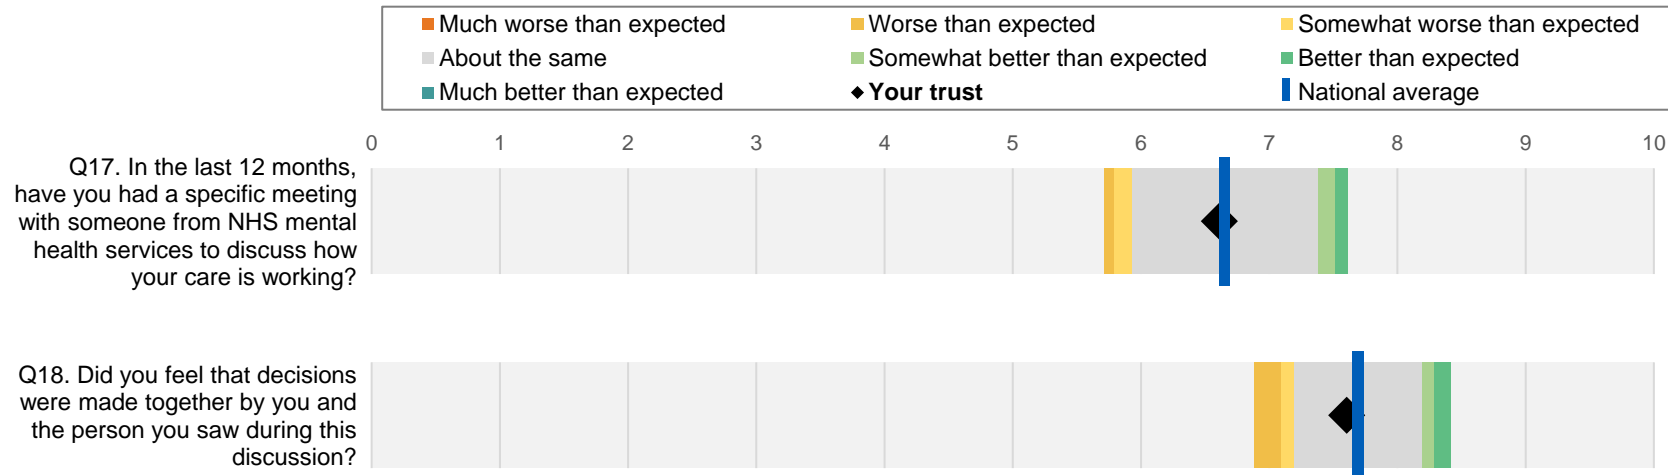 Much worse than expected
Worse than expected
Somewhat worse than expected
About the same
Somewhat better than expected
Better than expected
Much better than expected
Your trust
National average
0 1 2 3 4 5 6 7 8 9 10
Q17. In the last 12 months,
have you had a specific meeting
with someone from NHS mental
health services to discuss how
your care is working?
Q18. Did you feel that decisions
were made together by you and
the person you saw during this
discussion?